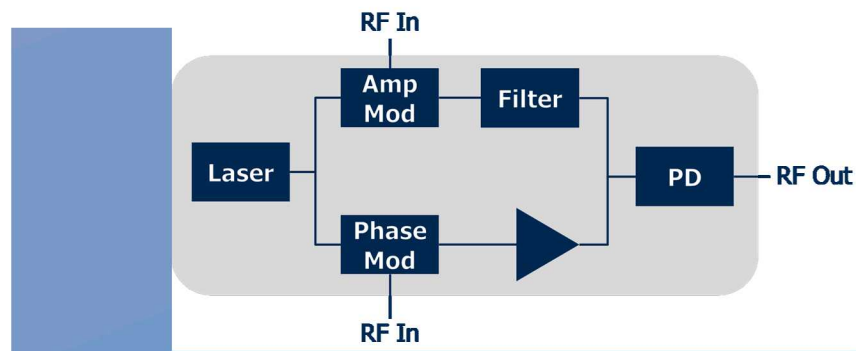 RF In
Amp
Mod
Filter
Laser
PD
RF Out
Phase
Mod
RF In